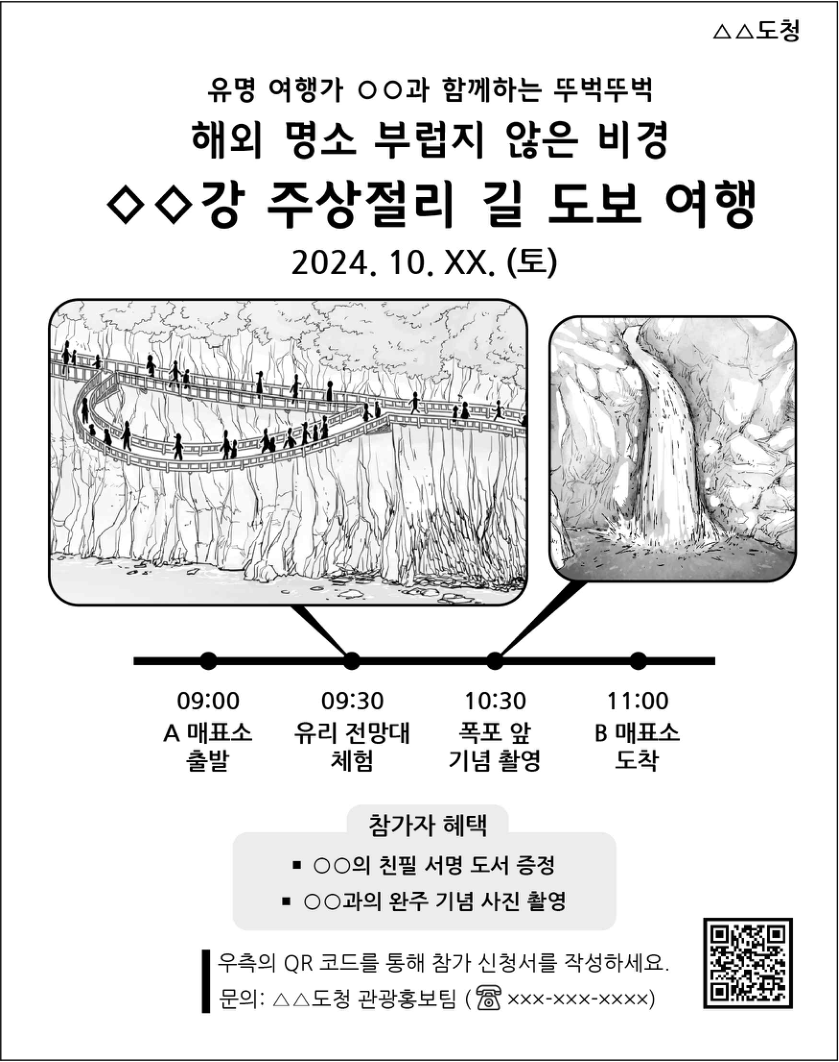 △△도청
유명 여행가 ○○과 함께하는 뚜벅뚜벅
해외 명소 부럽지 않은 비경
◇◇강 주상절리 길 도보 여행
2024. 10. XX. (토)
09:00
A 매표소
출발
09:30
유리 전망대
체험
10:30
폭포 앞
기념 촬영
11:00
B 매표소
도착
참가자 혜택
▪ ○○의 친필 서명 도서 증정
▪ ○○과의 완주 기념 사진 촬영
우측의 QR 코드를 통해 참가 신청서를 작성하세요.
문의: △△도청 관광홍보팀 (☎×××-×××-××××)